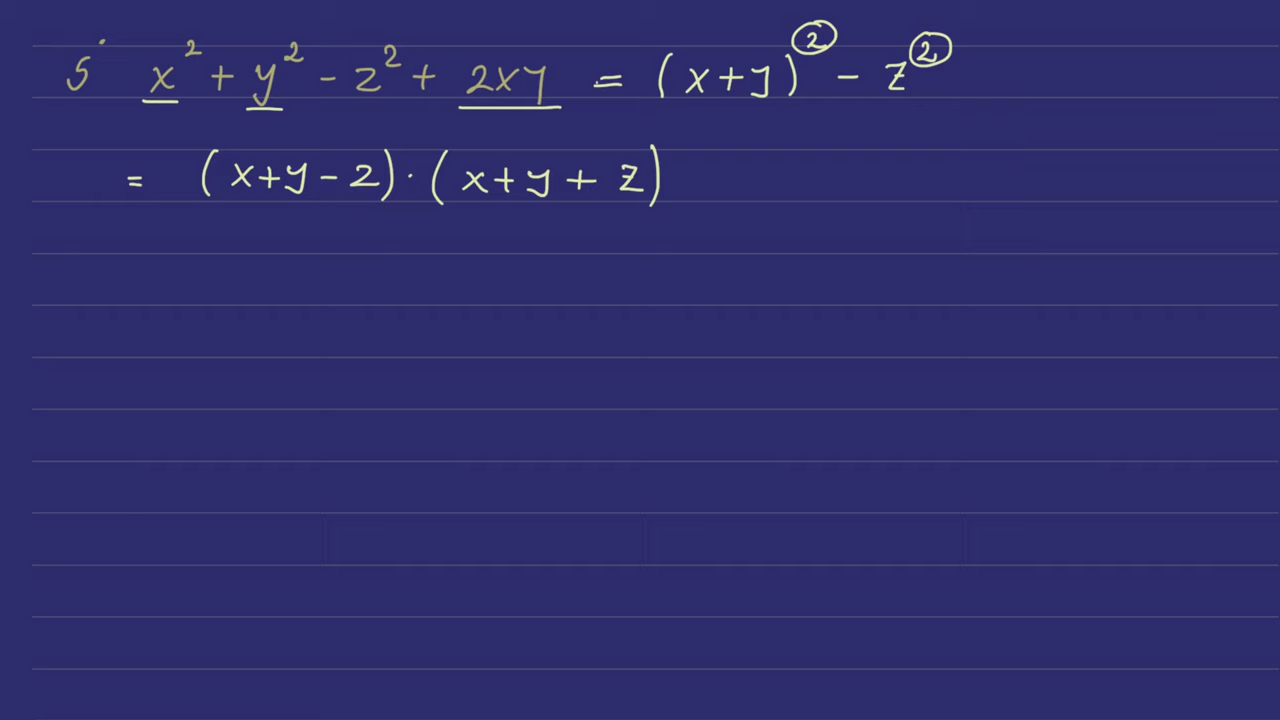 5. x² + y² - z² + 2xy = (x+y)² - z²
= (x+y-z)·(x+y+z)